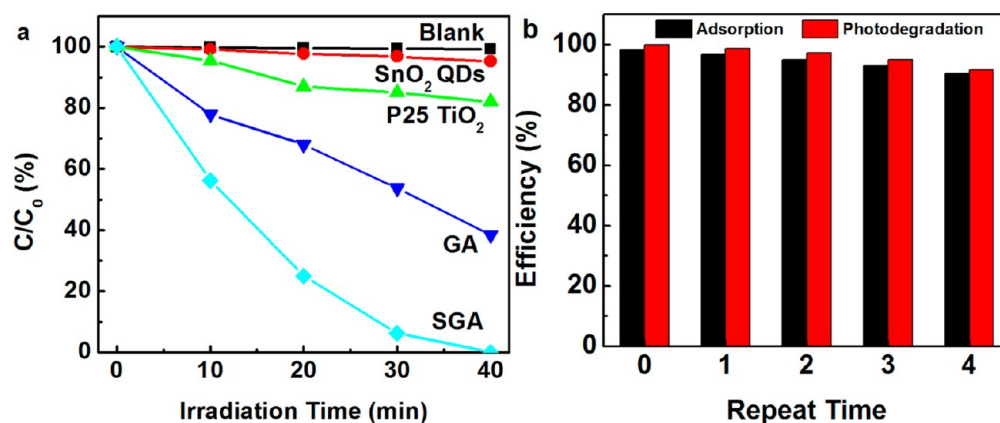 a
Blank
SnO₂ QDs
P25 TiO₂
GA
SGA
C/C₀ (%)
100
80
60
40
20
0
0 10 20 30 40
Irradiation Time (min)
b
Adsorption Photodegradation
Efficiency (%)
100
80
60
40
20
0
0 1 2 3 4
Repeat Time